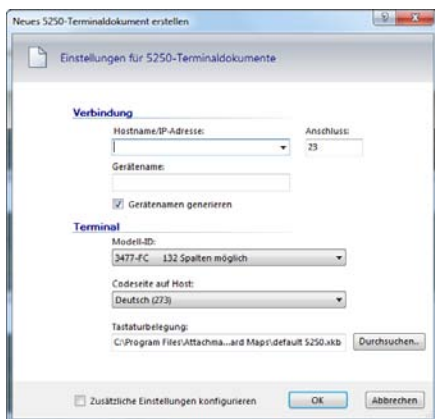 Neues 5250-Terminaldokument erstellen
Einstellungen für 5250-Terminaldokumente
Verbindung
Hostname/IP-Adresse: Anschluss:
23
Gerätename:
Gerätenamen generieren
Terminal
Modell-ID:
3477-FC 132 Spalten möglich
Codeseite auf Host:
Deutsch (273)
Tastaturbelegung:
C:\Program Files\Attachma...ard Maps\default 5250.xkb Durchsuchen...
Zusätzliche Einstellungen konfigurieren OK Abbrechen